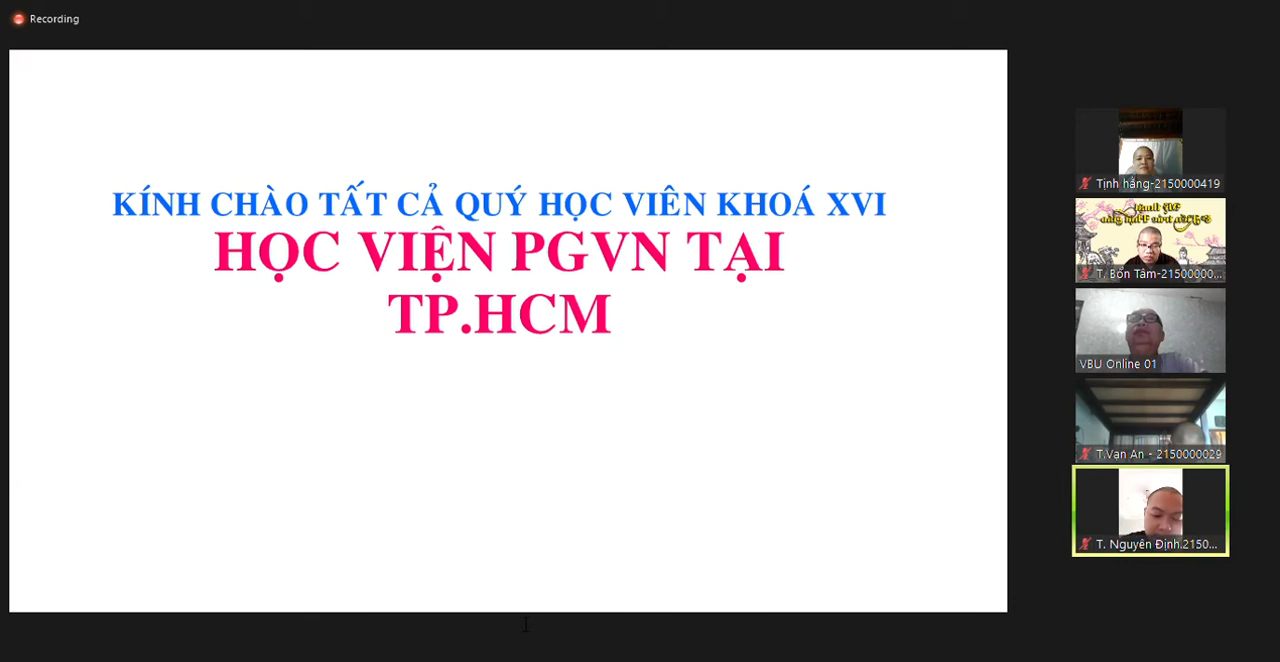 Recording
KÍNH CHÀO TẤT CẢ QUÝ HỌC VIÊN KHOÁ XVI
HỌC VIỆN PGVN TẠI
TP.HCM
Tịnh hằng-2150000419
T. Bổn Tâm-21500000...
VBU Online 01
T.Vạn An - 2150000029
T. Nguyên Định.2150...